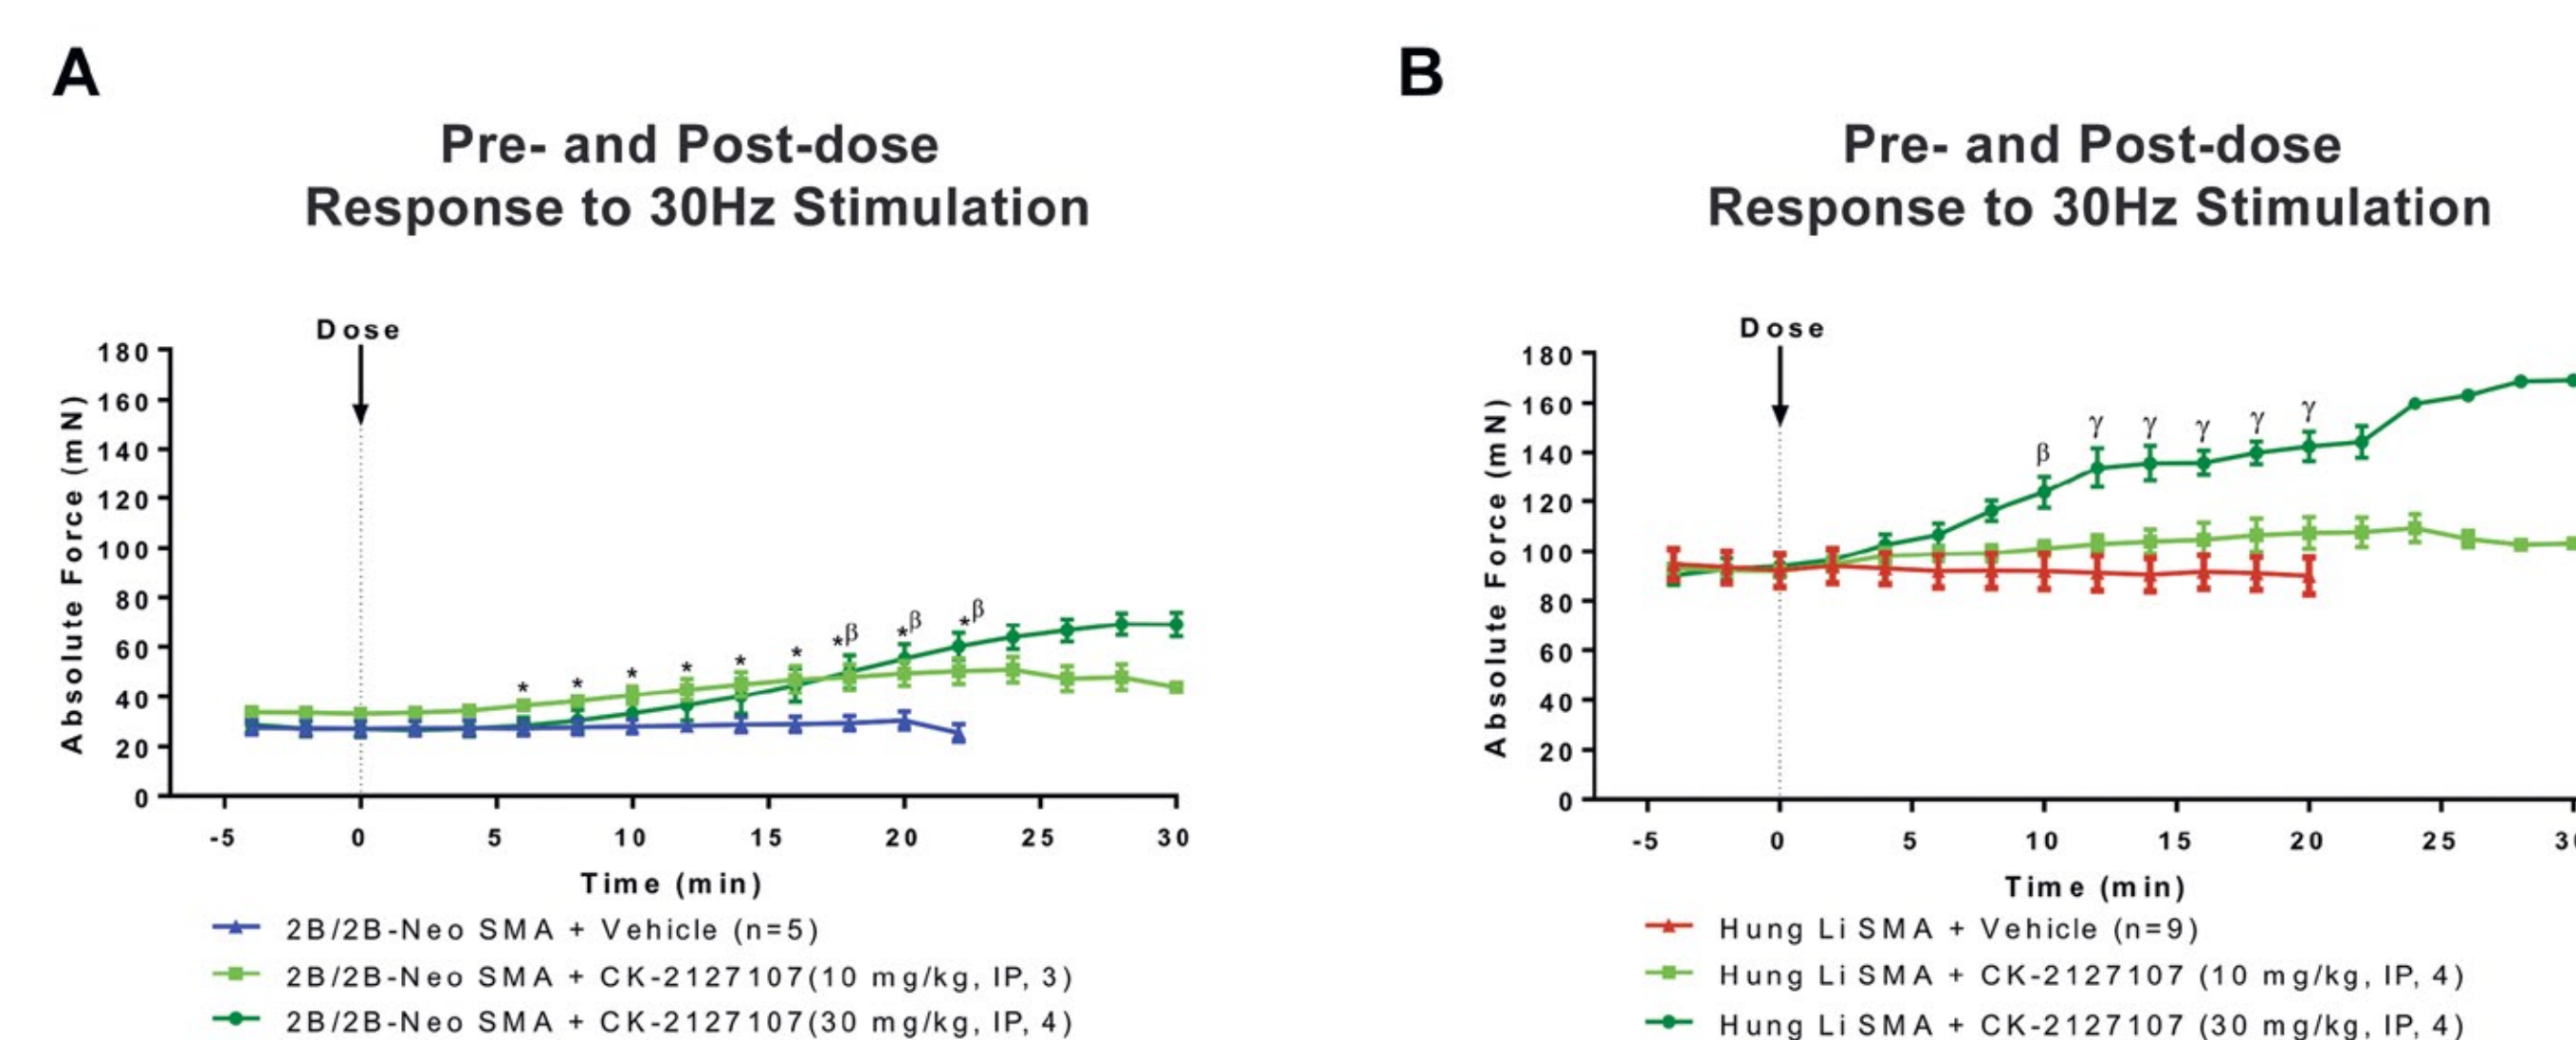 A
Pre- and Post-dose
Response to 30Hz Stimulation
Dose
Absolute Force (mN)
180
160
140
120
100
80
60
40
20
0
* * * * * * *β *β *β
-5 0 5 10 15 20 25 30
Time (min)
2B/2B-Neo SMA + Vehicle (n=5)
2B/2B-Neo SMA + CK-2127107(10 mg/kg, IP, 3)
2B/2B-Neo SMA + CK-2127107(30 mg/kg, IP, 4)
B
Pre- and Post-dose
Response to 30Hz Stimulation
Dose
Absolute Force (mN)
180
160
140
120
100
80
60
40
20
0
β γ γ γ γ γ
-5 0 5 10 15 20 25
Time (min)
Hung Li SMA + Vehicle (n=9)
Hung Li SMA + CK-2127107 (10 mg/kg, IP, 4)
Hung Li SMA + CK-2127107 (30 mg/kg, IP, 4)